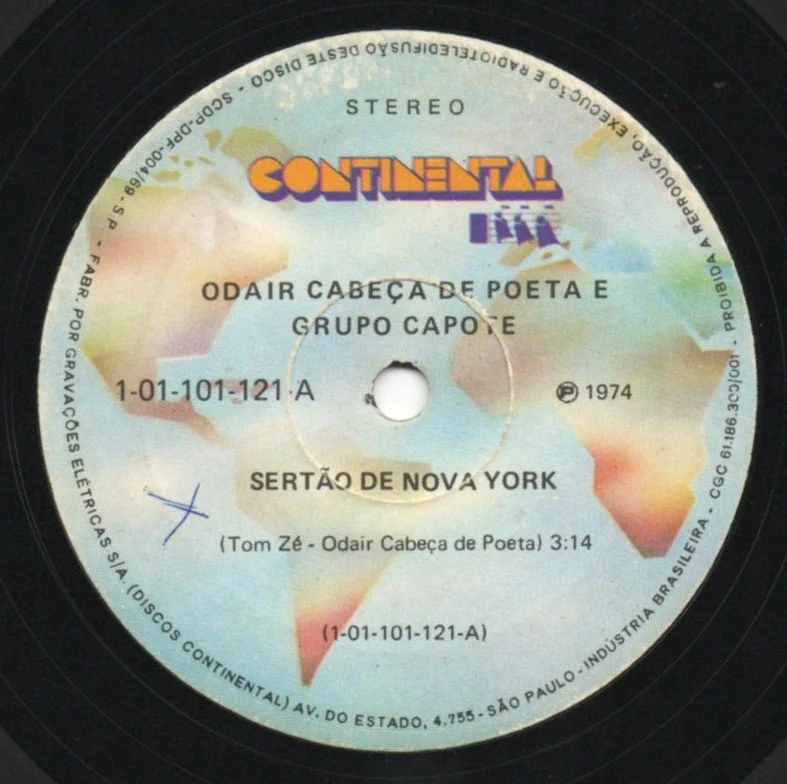 STEREO
CONTINENTAL
ODAIR CABEÇA DE POETA E
GRUPO CAPOTE
1-01-101-121-A
℗ 1974
SERTÃO DE NOVA YORK
(Tom Zé - Odair Cabeça de Poeta) 3:14
(1-01-101-121-A)
FABR. POR GRAVAÇÕES ELÉTRICAS S/A. (DISCOS CONTINENTAL) AV. DO ESTADO, 4.755 - SÃO PAULO - INDÚSTRIA BRASILEIRA - CGC 61.186.300/001 - PROIBIDA A REPRODUÇÃO, EXECUÇÃO E RADIOTELEDIFUSÃO DESTE DISCO - SCDP-DPF-004/69-SP -